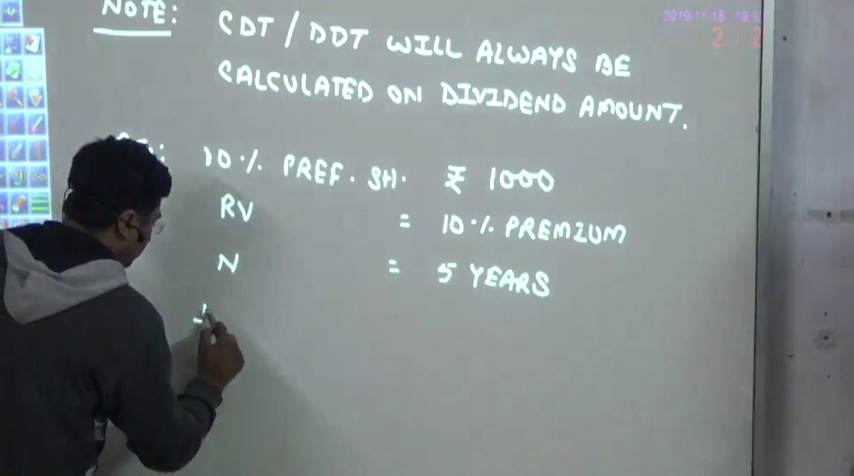 NOTE: CDT / DDT WILL ALWAYS BE
CALCULATED ON DIVIDEND AMOUNT.
10% PREF. SH. ₹ 1000
RV = 10% PREMIUM
N = 5 YEARS